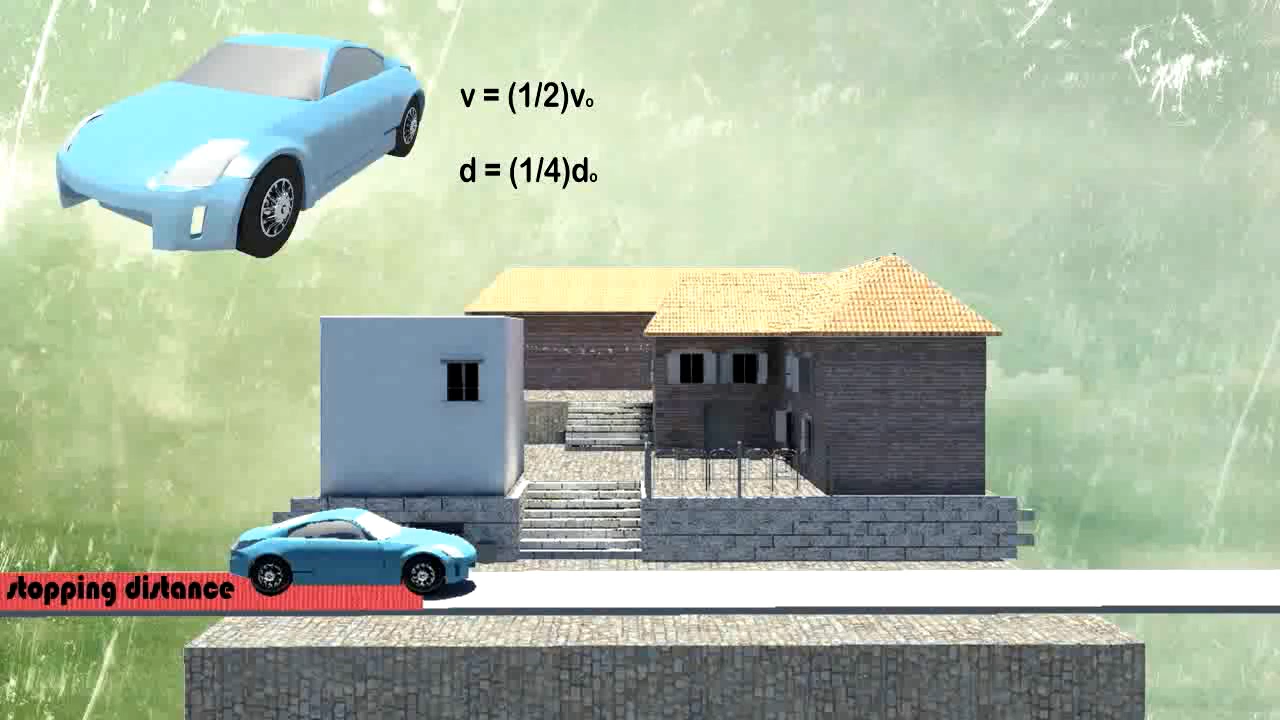 v = (1/2)v₀
d = (1/4)d₀
stopping distance